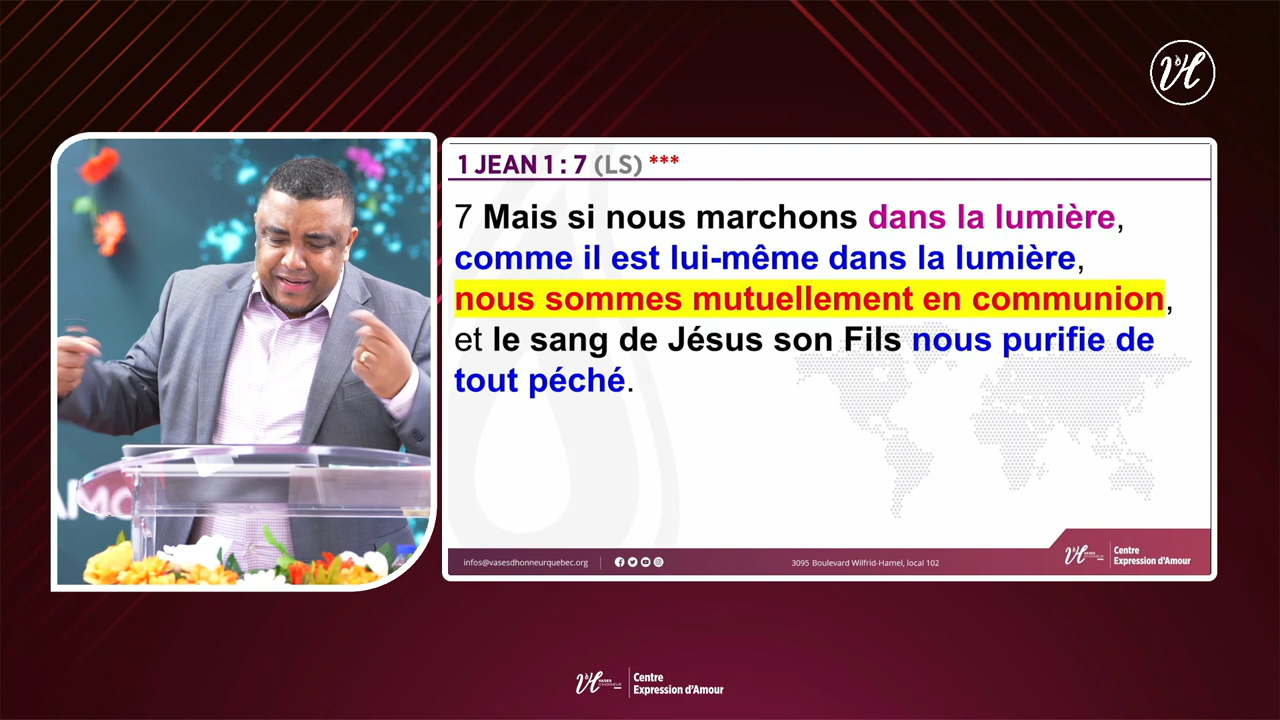 1 JEAN 1 : 7 (LS) ***
7 Mais si nous marchons dans la lumière,
comme il est lui-même dans la lumière,
nous sommes mutuellement en communion,
et le sang de Jésus son Fils nous purifie de
tout péché.
AMO
infos@vasesdhonneurquebec.org
3095 Boulevard Wilfrid-Hamel, local 102
Centre
Expression d'Amour
Centre
Expression d'Amour